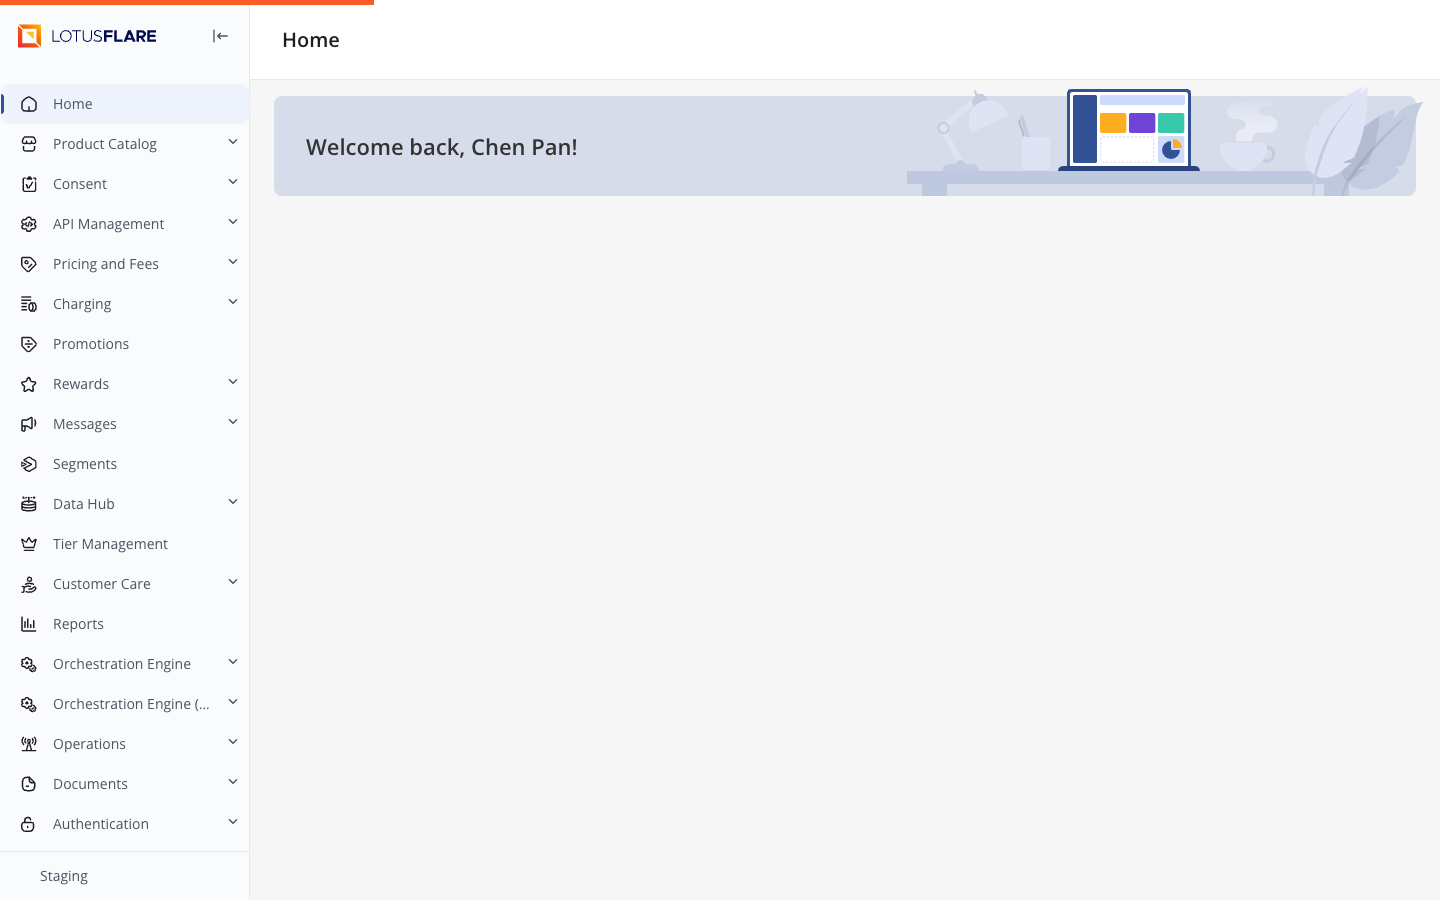 LOTUSFLARE
Home
Home
Product Catalog
Consent
API Management
Pricing and Fees
Charging
Promotions
Rewards
Messages
Segments
Data Hub
Tier Management
Customer Care
Reports
Orchestration Engine
Orchestration Engine (...
Operations
Documents
Authentication
Staging
Welcome back, Chen Pan!